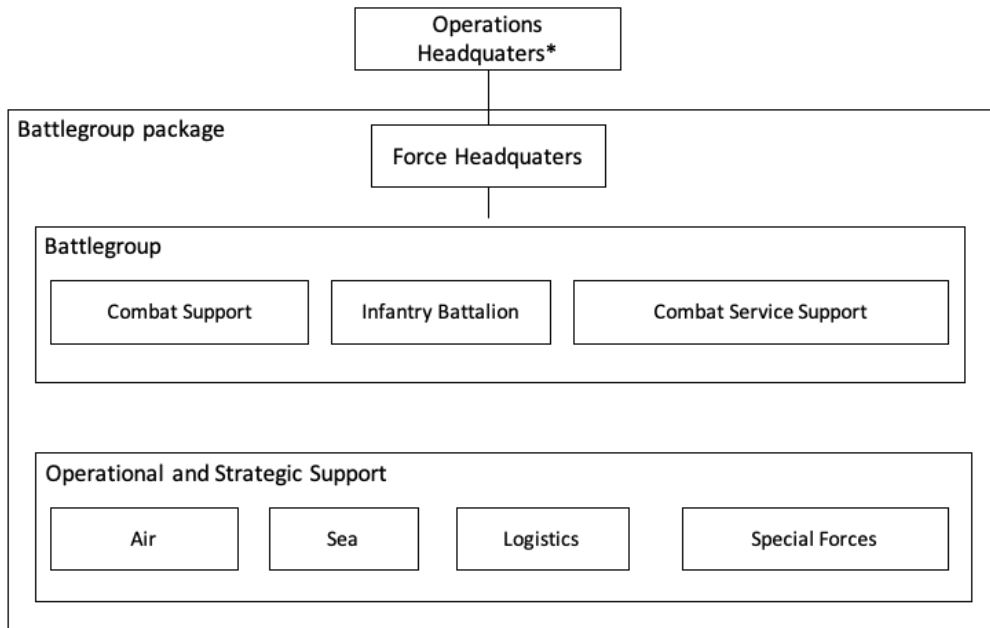 Operations
Headquaters*
Battlegroup package
Force Headquaters
Battlegroup
Combat Support
Infantry Battalion
Combat Service Support
Operational and Strategic Support
Air
Sea
Logistics
Special Forces